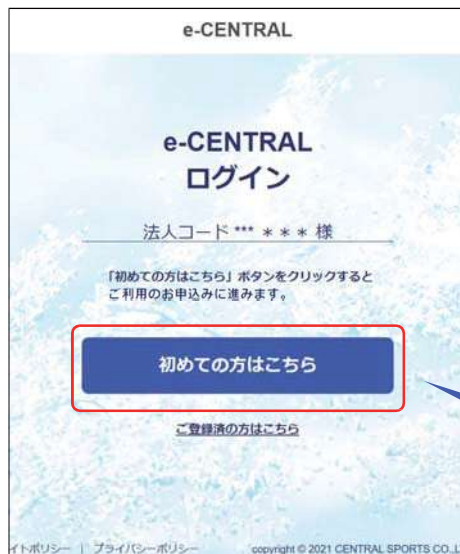 e-CENTRAL
e-CENTRAL
ログイン
法人コード *** ＊＊＊ 様
「初めての方はこちら」ボタンをクリックすると
ご利用のお申込みに進みます。
初めての方はこちら
ご登録済の方はこちら
イトポリシー | プライバシーポリシー copyright © 2021 CENTRAL SPORTS CO.,L